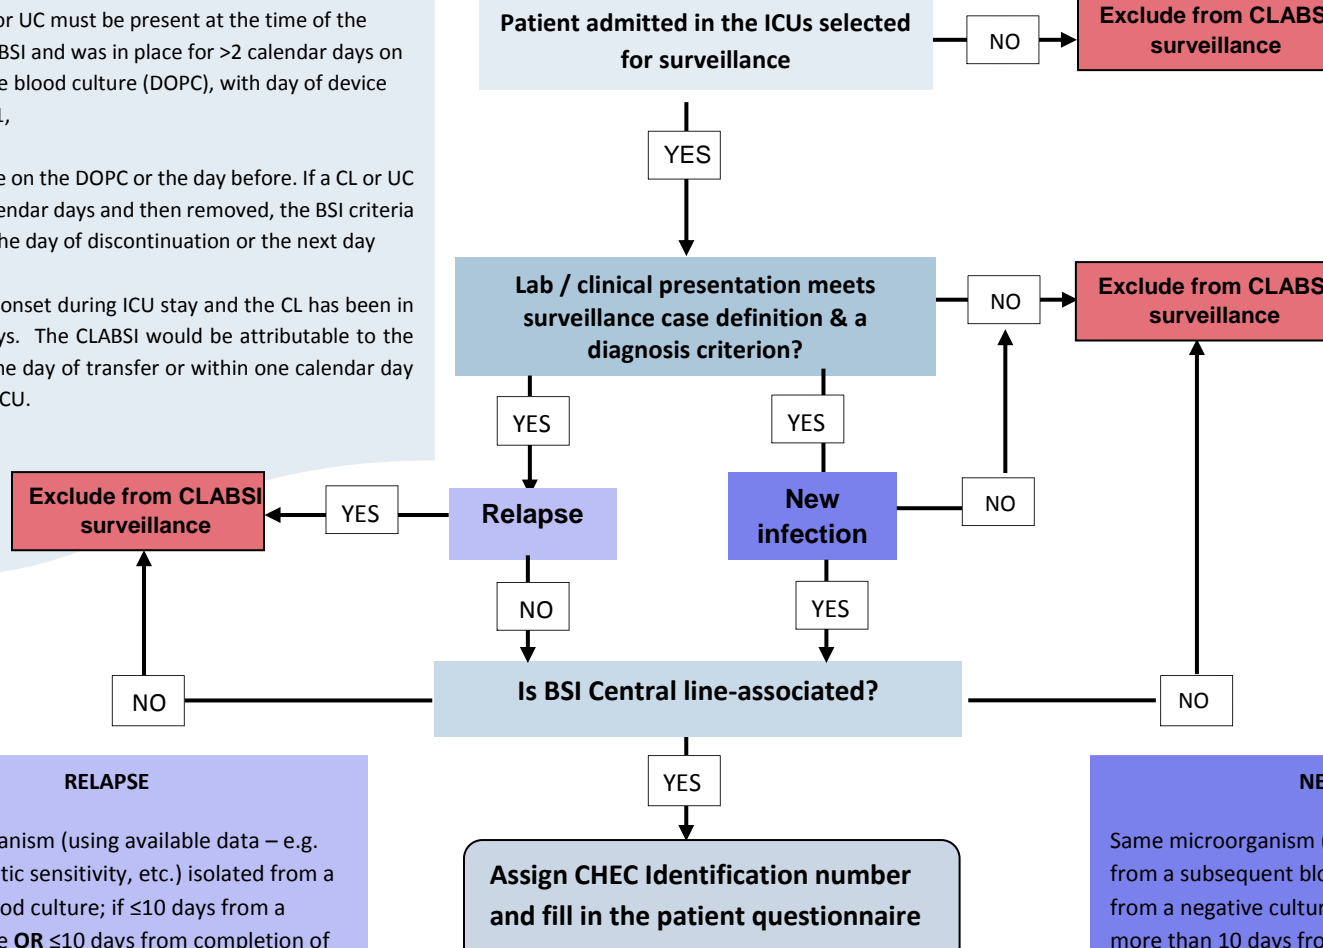 or UC must be present at the time of the
BSI and was in place for >2 calendar days on
e blood culture (DOPC), with day of device
e on the DOPC or the day before. If a CL or UC
endar days and then removed, the BSI criteria
he day of discontinuation or the next day
onset during ICU stay and the CL has been in
ys. The CLABSI would be attributable to the
he day of transfer or within one calendar day
CU.
Patient admitted in the ICUs selected
for surveillance
NO
Exclude from CLABSI
surveillance
YES
Lab / clinical presentation meets
surveillance case definition & a
diagnosis criterion?
NO
Exclude from CLABSI
surveillance
YES
YES
Exclude from CLABSI
surveillance
YES
Relapse
New
infection
NO
NO
YES
Is BSI Central line-associated?
NO
NO
YES
Assign CHEC Identification number
and fill in the patient questionnaire
RELAPSE
anism (using available data – e.g.
tic sensitivity, etc.) isolated from a
od culture; if ≤10 days from a
e OR ≤10 days from completion of
NE
Same microorganism (
from a subsequent blo
from a negative cultur
more than 10 days fro